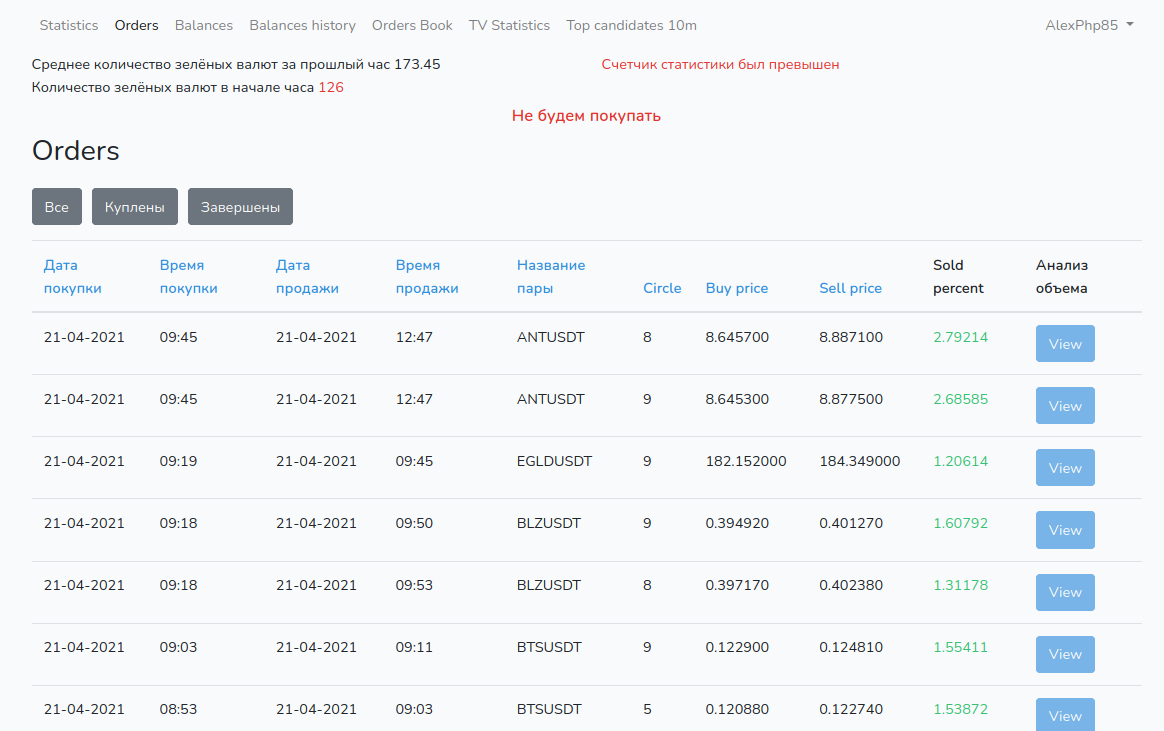 Statistics Orders Balances Balances history Orders Book TV Statistics Top candidates 10m AlexPhp85
Среднее количество зелёных валют за прошлый час 173.45 Счетчик статистики был превышен
Количество зелёных валют в начале часа 126
Не будем покупать
Orders
Все Куплены Завершены
Дата покупки Время покупки Дата продажи Время продажи Название пары Circle Buy price Sell price Sold percent Анализ объема
21-04-2021 09:45 21-04-2021 12:47 ANTUSDT 8 8.645700 8.887100 2.79214 View
21-04-2021 09:45 21-04-2021 12:47 ANTUSDT 9 8.645300 8.877500 2.68585 View
21-04-2021 09:19 21-04-2021 09:45 EGLDUSDT 9 182.152000 184.349000 1.20614 View
21-04-2021 09:18 21-04-2021 09:50 BLZUSDT 9 0.394920 0.401270 1.60792 View
21-04-2021 09:18 21-04-2021 09:53 BLZUSDT 8 0.397170 0.402380 1.31178 View
21-04-2021 09:03 21-04-2021 09:11 BTSUSDT 9 0.122900 0.124810 1.55411 View
21-04-2021 08:53 21-04-2021 09:03 BTSUSDT 5 0.120880 0.122740 1.53872 View